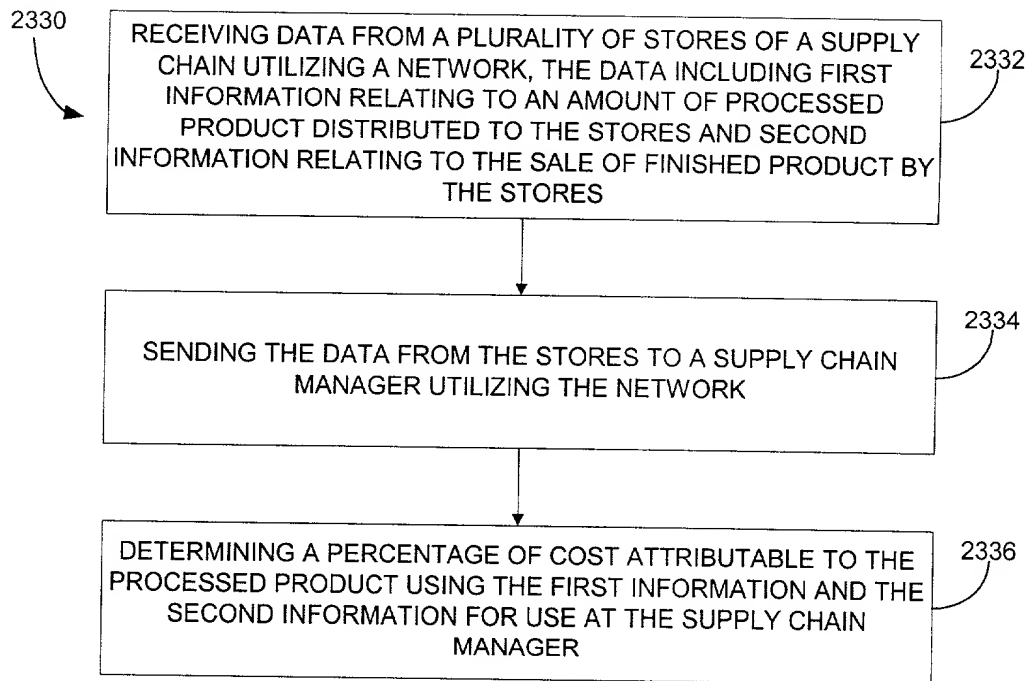 2330
RECEIVING DATA FROM A PLURALITY OF STORES OF A SUPPLY
CHAIN UTILIZING A NETWORK, THE DATA INCLUDING FIRST
INFORMATION RELATING TO AN AMOUNT OF PROCESSED
PRODUCT DISTRIBUTED TO THE STORES AND SECOND
INFORMATION RELATING TO THE SALE OF FINISHED PRODUCT BY
THE STORES
2332
SENDING THE DATA FROM THE STORES TO A SUPPLY CHAIN
MANAGER UTILIZING THE NETWORK
2334
DETERMINING A PERCENTAGE OF COST ATTRIBUTABLE TO THE
PROCESSED PRODUCT USING THE FIRST INFORMATION AND THE
SECOND INFORMATION FOR USE AT THE SUPPLY CHAIN
MANAGER
2336